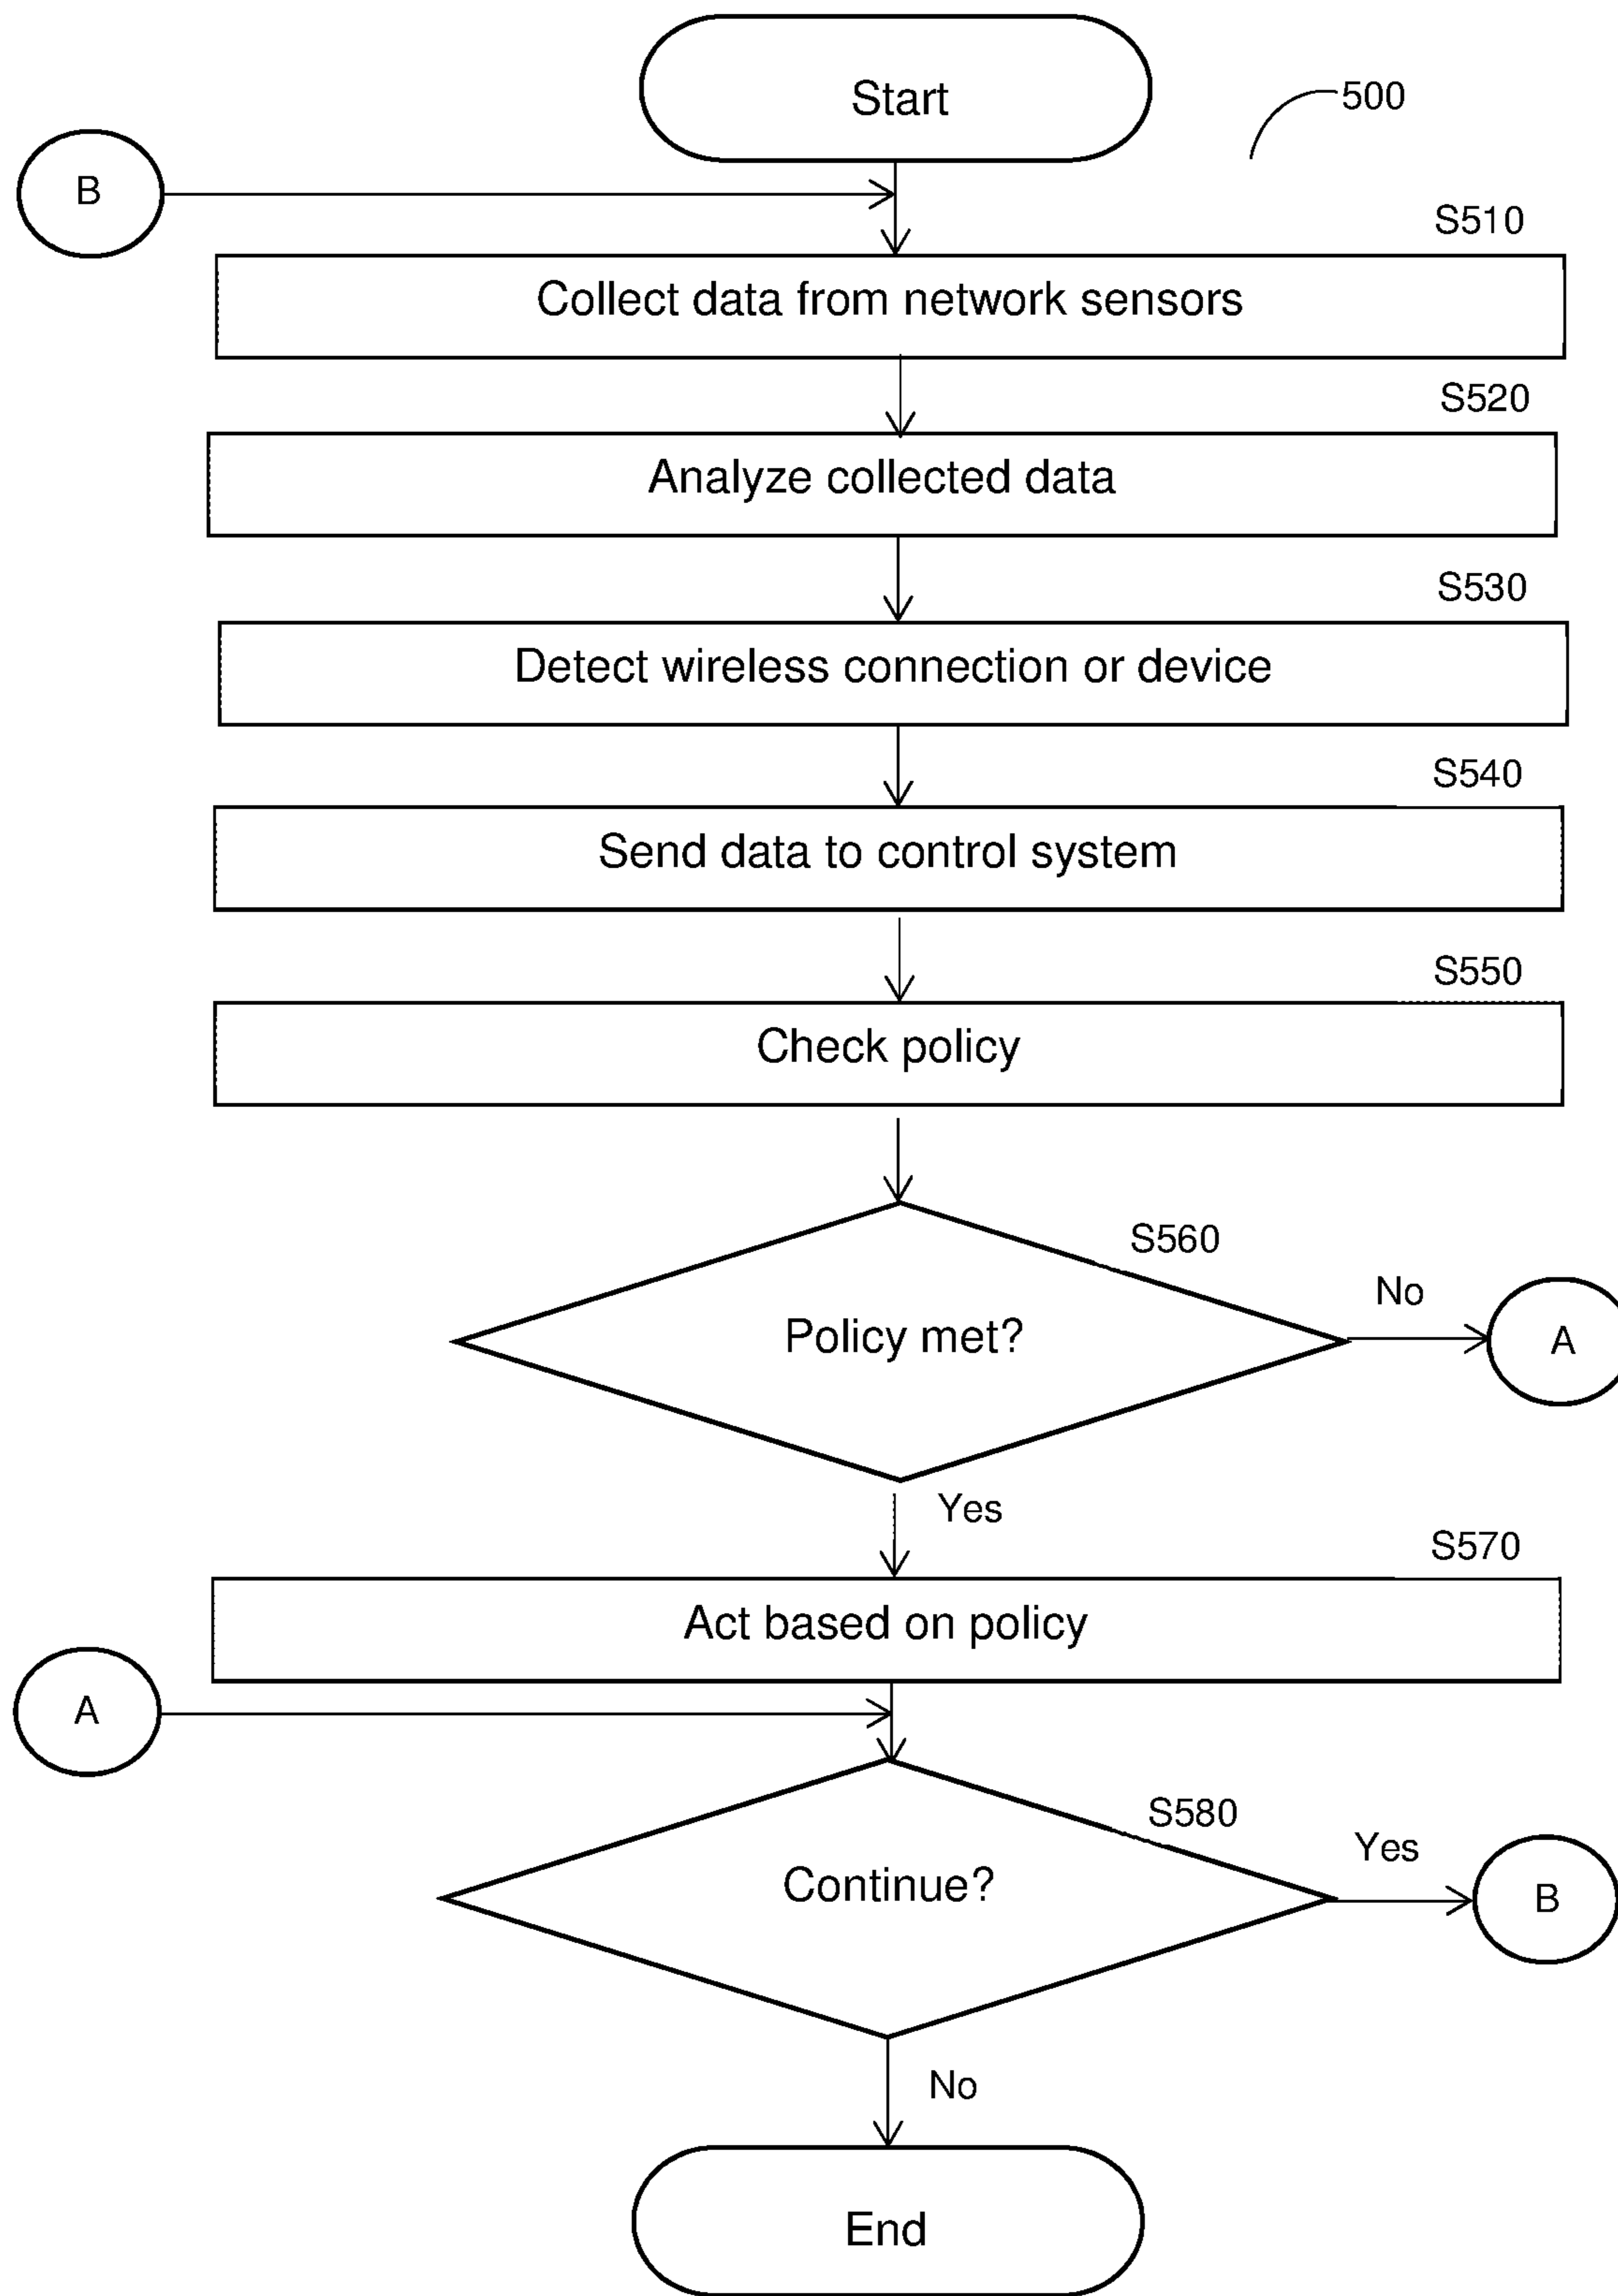 Start
500
B
S510
Collect data from network sensors
S520
Analyze collected data
S530
Detect wireless connection or device
S540
Send data to control system
S550
Check policy
S560
No
Policy met?
A
Yes
S570
Act based on policy
A
S580
Yes
Continue?
B
No
End